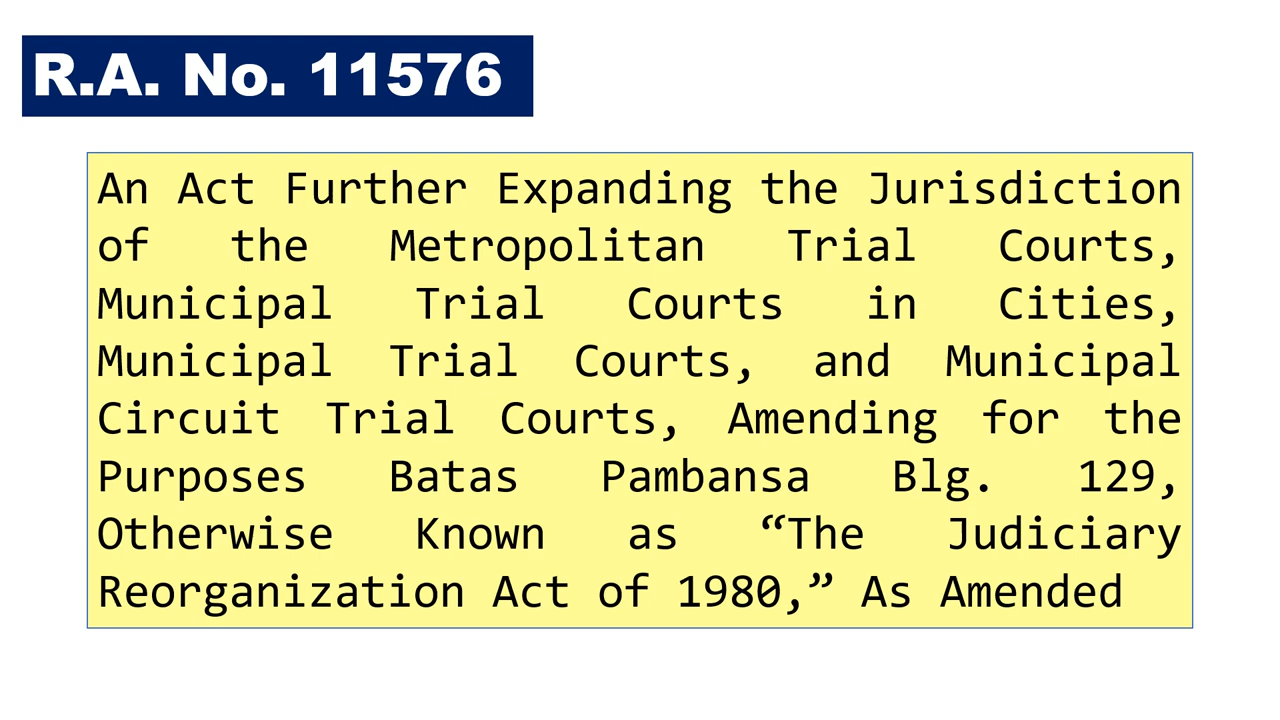 R.A. No. 11576
An Act Further Expanding the Jurisdiction
of the Metropolitan Trial Courts,
Municipal Trial Courts in Cities,
Municipal Trial Courts, and Municipal
Circuit Trial Courts, Amending for the
Purposes Batas Pambansa Blg. 129,
Otherwise Known as “The Judiciary
Reorganization Act of 1980,” As Amended